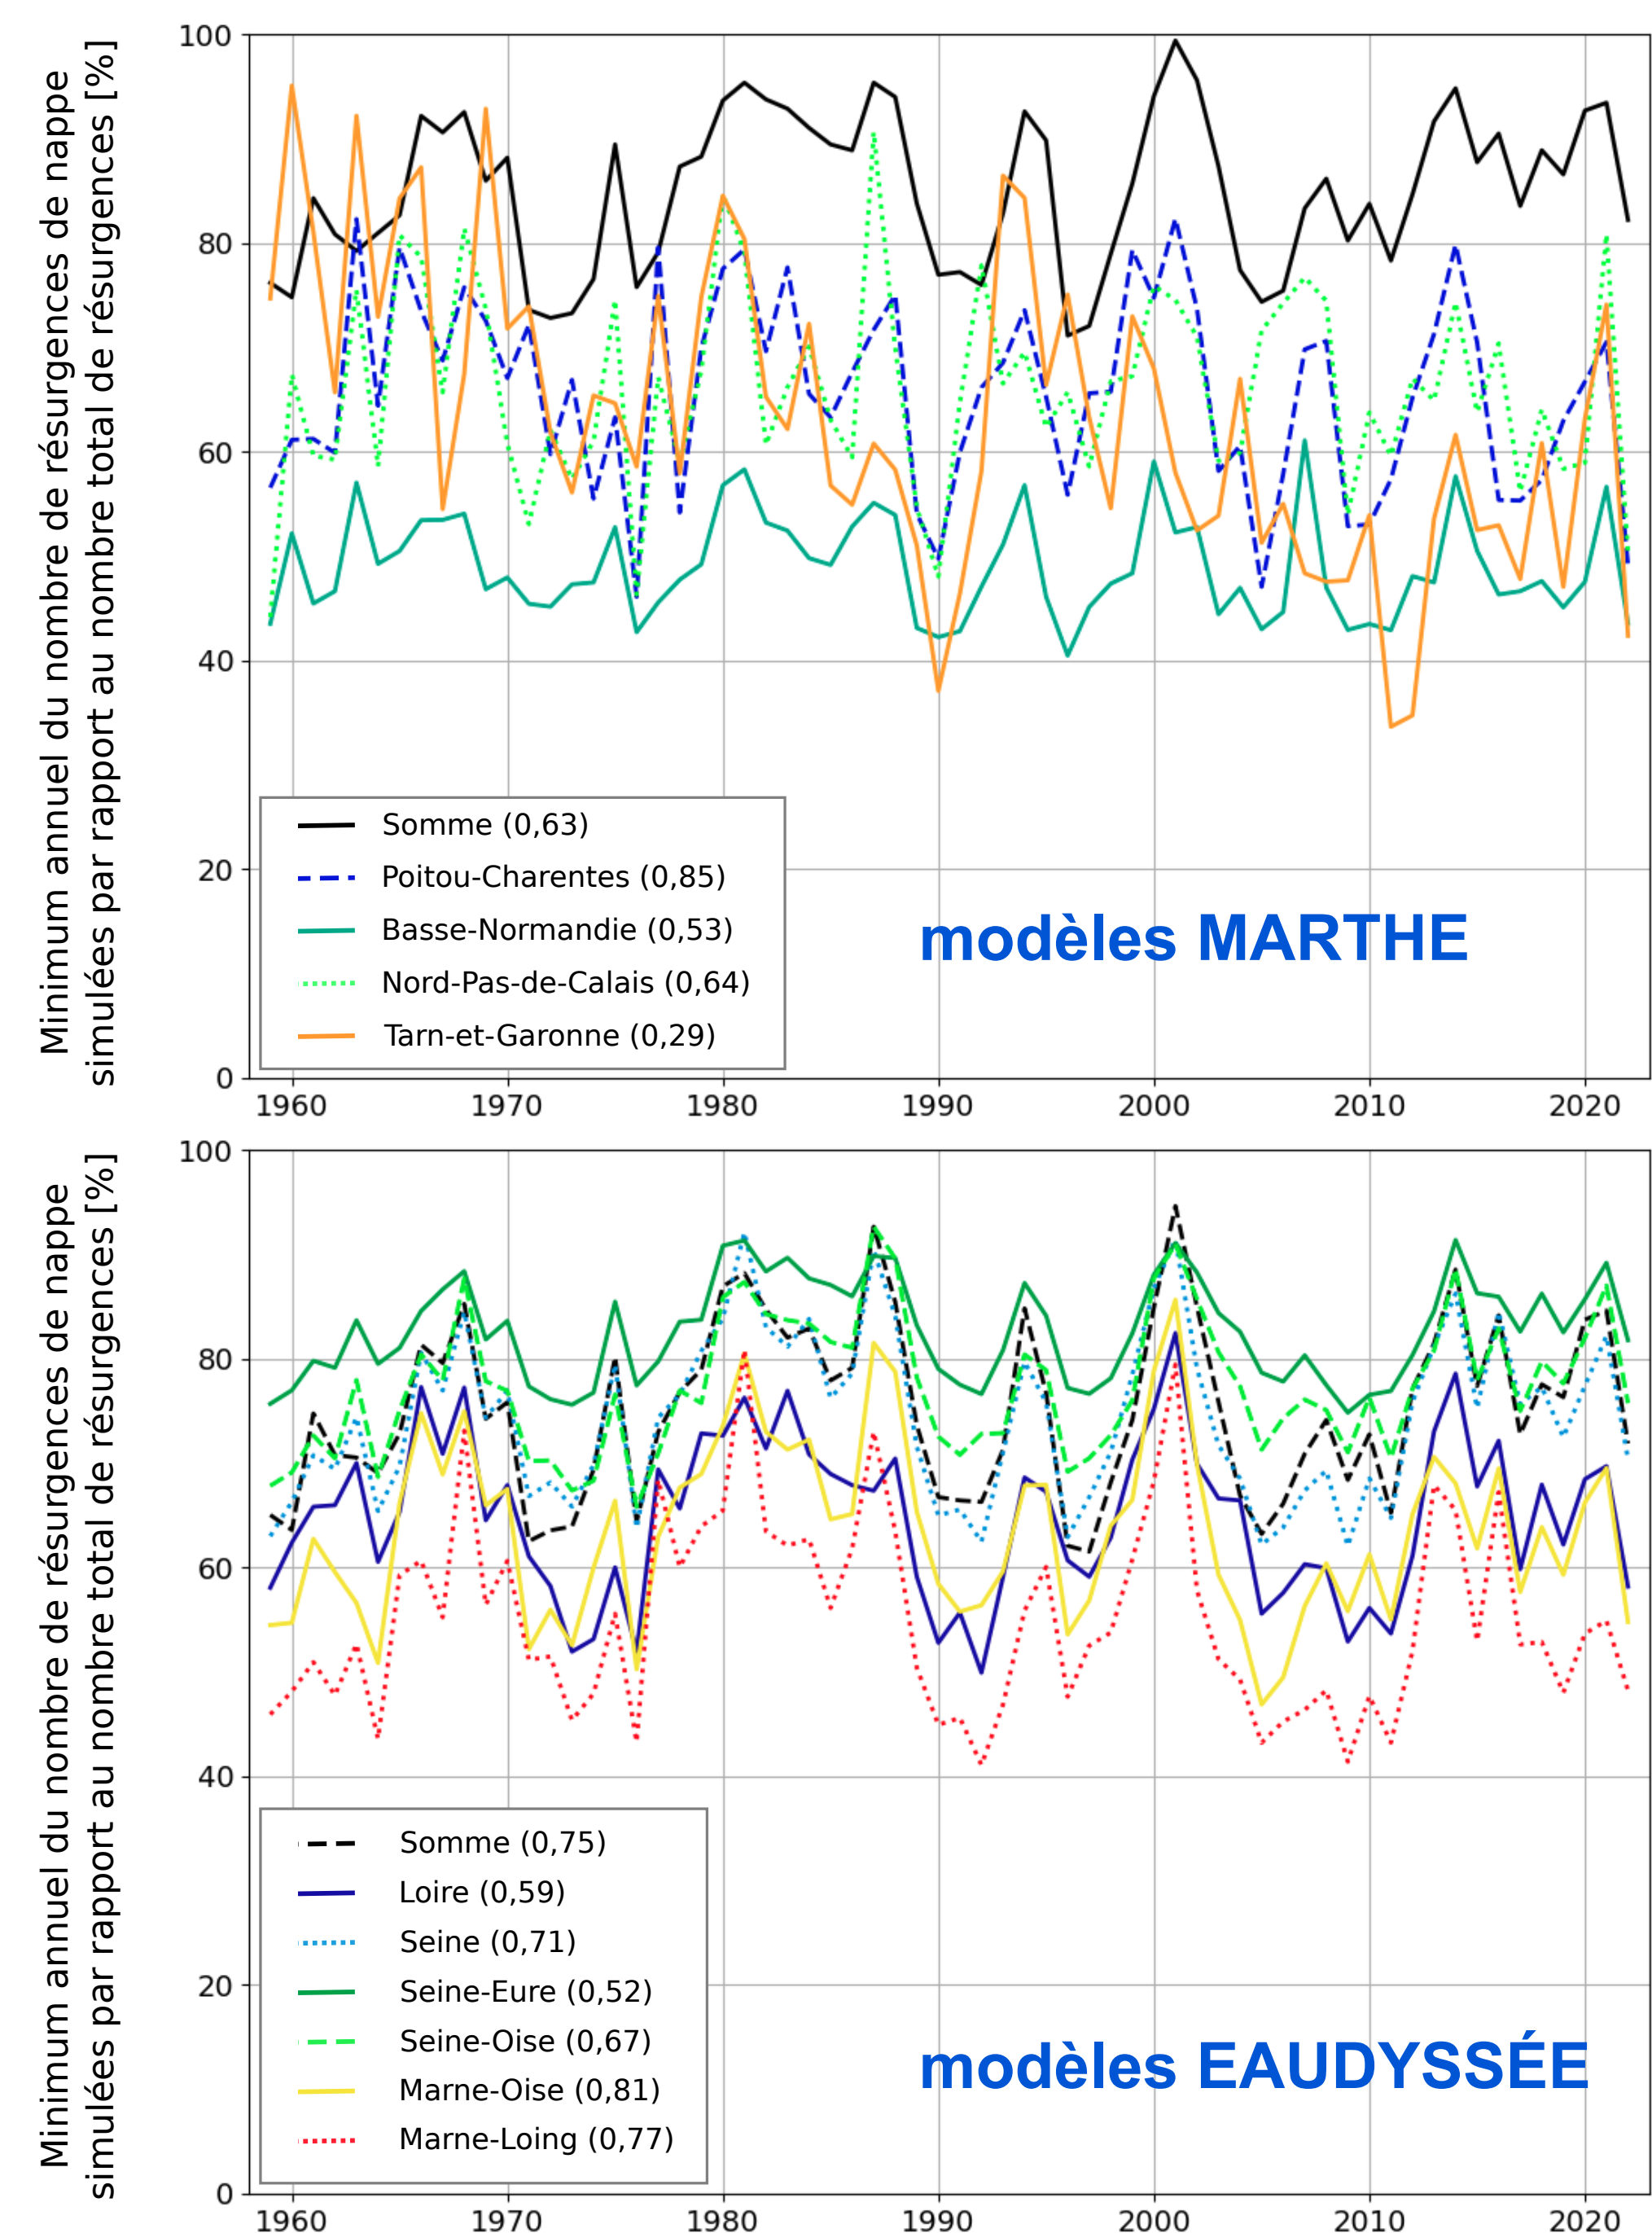 Minimum annuel du nombre de résurgences de nappe
simulées par rapport au nombre total de résurgences [%]
100
80
60
40
20
0
Somme (0,63)
Poitou-Charentes (0,85)
Basse-Normandie (0,53)
Nord-Pas-de-Calais (0,64)
Tarn-et-Garonne (0,29)
modèles MARTHE
1960 1970 1980 1990 2000 2010 2020
Minimum annuel du nombre de résurgences de nappe
simulées par rapport au nombre total de résurgences [%]
100
80
60
40
20
0
Somme (0,75)
Loire (0,59)
Seine (0,71)
Seine-Eure (0,52)
Seine-Oise (0,67)
Marne-Oise (0,81)
Marne-Loing (0,77)
modèles EAUDYSSÉE
1960 1970 1980 1990 2000 2010 2020